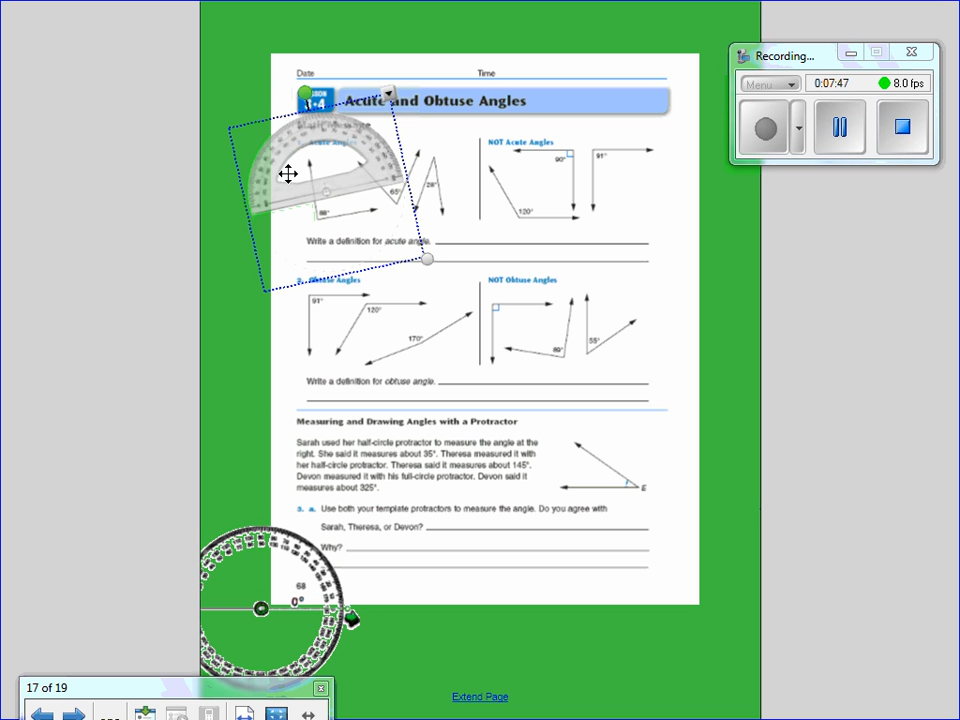 Recording...
Menu
0:07:47
8.0 fps
Date
Time
Acute and Obtuse Angles
Acute Angles
NOT Acute Angles
90°
91°
120°
28°
Write a definition for acute angle.
2. Obtuse Angles
NOT Obtuse Angles
91°
120°
170°
89°
55°
Write a definition for obtuse angle.
Measuring and Drawing Angles with a Protractor
Sarah used her half-circle protractor to measure the angle at the
right. She said it measures about 35°. Theresa measured it with
her half-circle protractor. Theresa said it measures about 145°.
Devon measured it with his full-circle protractor. Devon said it
measures about 325°.
E
3. a. Use both your template protractors to measure the angle. Do you agree with
Sarah, Theresa, or Devon?
Why?
68
0°
17 of 19
Extend Page